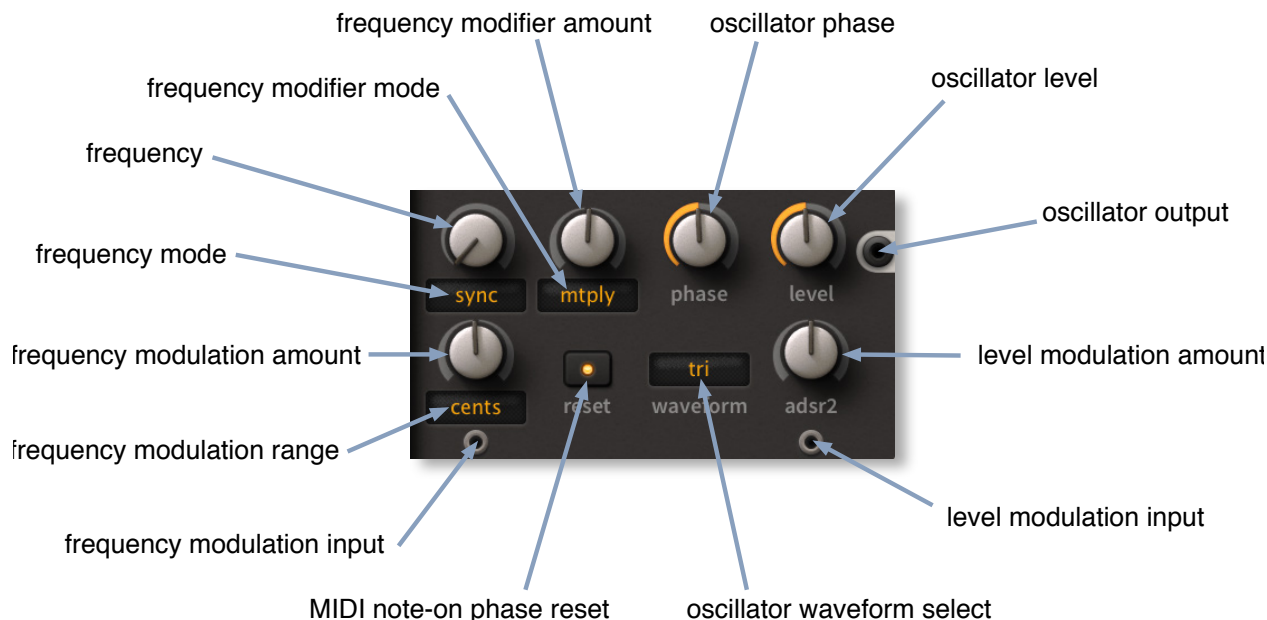 frequency modifier amount
oscillator phase
oscillator level
frequency modifier mode
frequency
oscillator output
frequency mode
sync
mtply
phase
level
frequency modulation amount
level modulation amount
tri
cents
reset
waveform
adsr2
frequency modulation range
level modulation input
frequency modulation input
MIDI note-on phase reset
oscillator waveform select